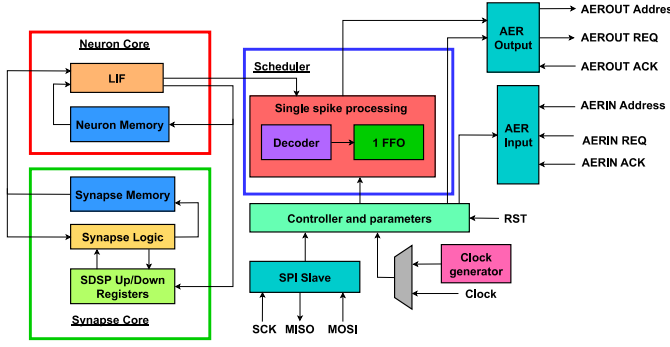 Neuron Core
LIF
Neuron Memory
Synapse Memory
Synapse Logic
SDSP Up/Down
Registers
Synapse Core
Scheduler
Single spike processing
Decoder
1 FFO
Controller and parameters
SPI Slave
SCK
MISO
MOSI
Clock
generator
Clock
RST
AER
Output
AEROUT Address
AEROUT REQ
AEROUT ACK
AER
Input
AERIN Address
AERIN REQ
AERIN ACK